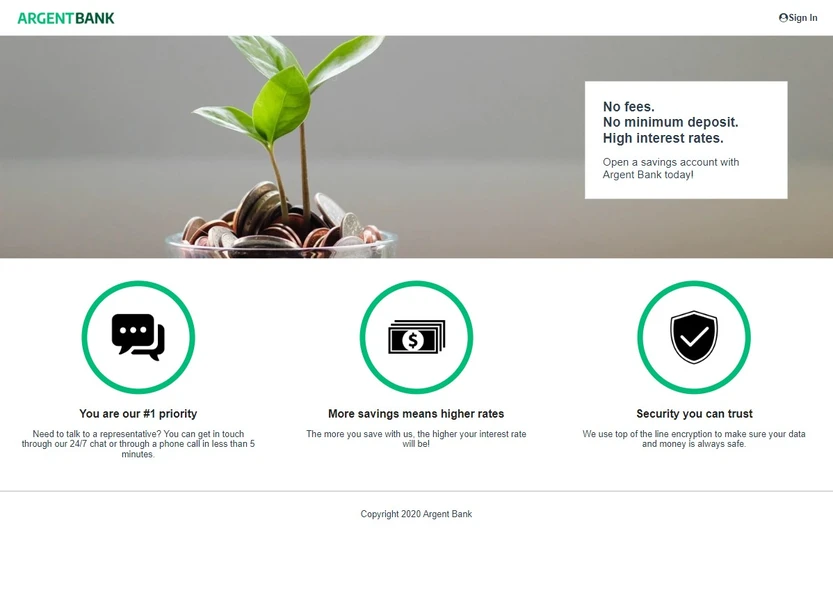 ARGENTBANK
Sign In
No fees.
No minimum deposit.
High interest rates.
Open a savings account with
Argent Bank today!
$
You are our #1 priority
Need to talk to a representative? You can get in touch
through our 24/7 chat or through a phone call in less than 5
minutes.
More savings means higher rates
The more you save with us, the higher your interest rate
will be!
Security you can trust
We use top of the line encryption to make sure your data
and money is always safe.
Copyright 2020 Argent Bank